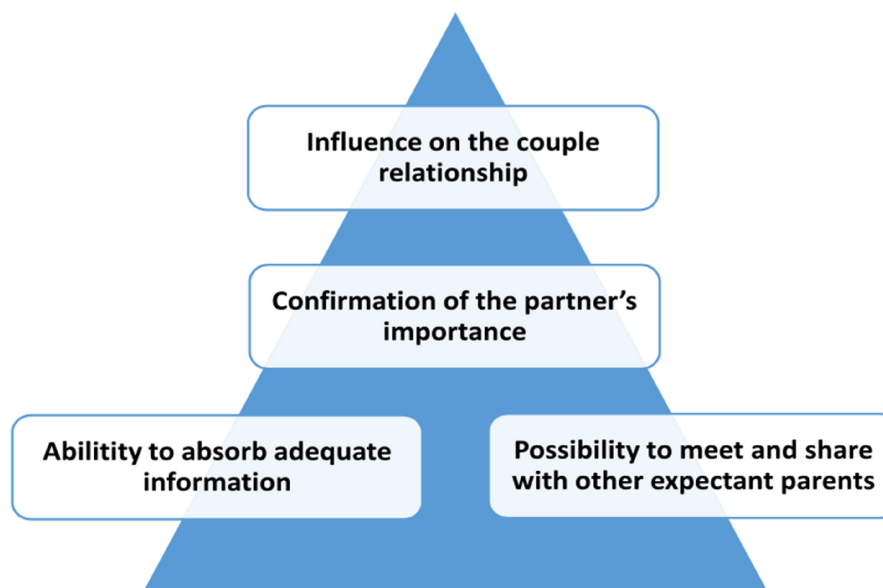 Influence on the couple
relationship
Confirmation of the partner’s
importance
Abilitity to absorb adequate
information
Possibility to meet and share
with other expectant parents